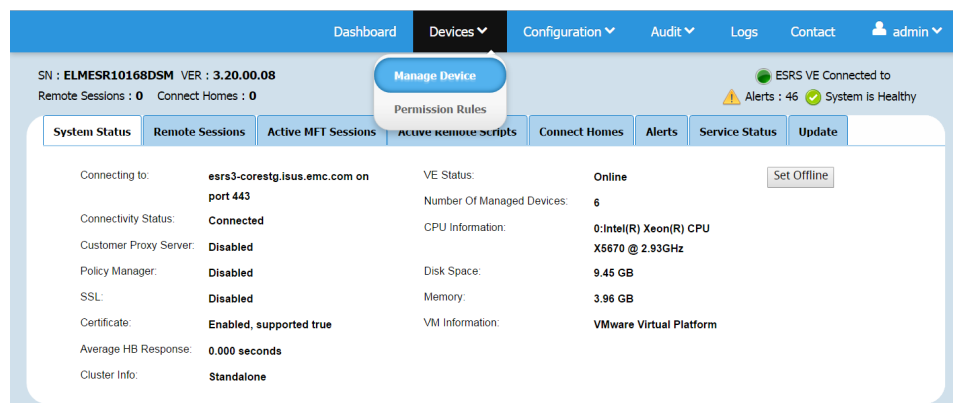 Dashboard Devices Configuration Audit Logs Contact admin
SN : ELMESR10168DSM VER : 3.20.00.08
Manage Device
ESRS VE Connected to
Remote Sessions : 0 Connect Homes : 0
Alerts : 46 System is Healthy
Permission Rules
System Status Remote Sessions Active MFT Sessions Active Remote Scripts Connect Homes Alerts Service Status Update
Connecting to: esrs3-corestg.isus.emc.com on
port 443
Connectivity Status: Connected
Customer Proxy Server: Disabled
Policy Manager: Disabled
SSL: Disabled
Certificate: Enabled, supported true
Average HB Response: 0.000 seconds
Cluster Info: Standalone
VE Status: Online
Number Of Managed Devices: 6
CPU Information: 0:Intel(R) Xeon(R) CPU
X5670 @ 2.93GHz
Disk Space: 9.45 GB
Memory: 3.96 GB
VM Information: VMware Virtual Platform
Set Offline